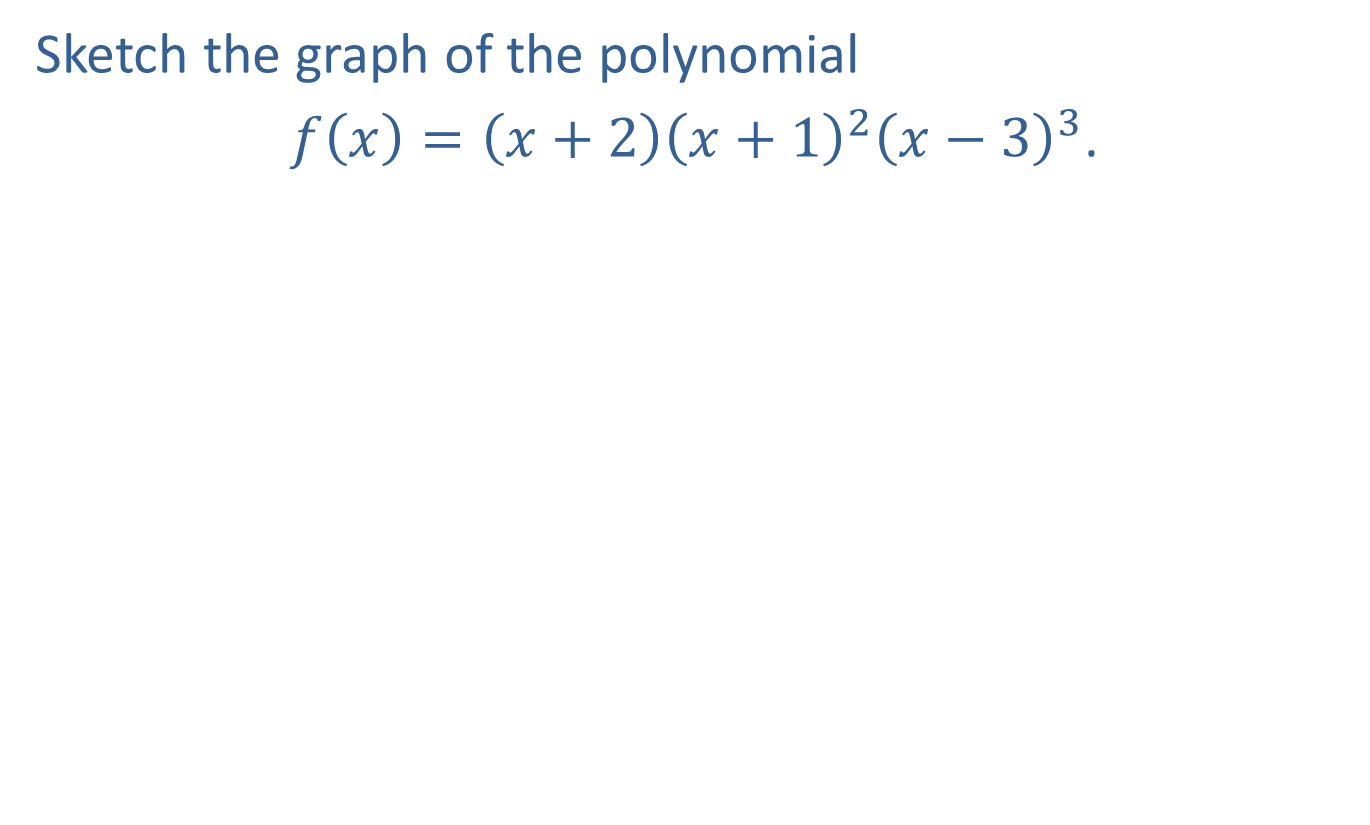 Sketch the graph of the polynomial
f(x) = (x + 2)(x + 1)²(x − 3)³.